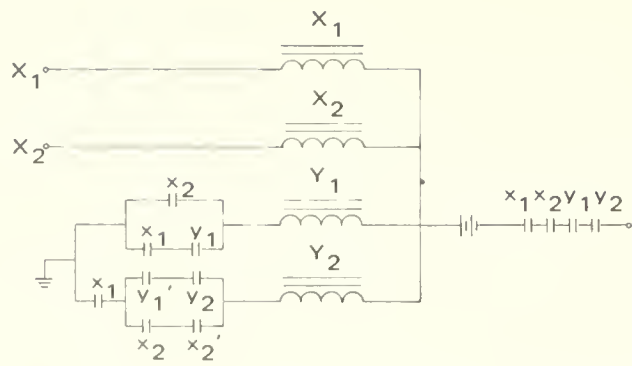 X₁
X₁
X₂
X₂
Y₁
x₂
x₁ x₂ y₁ y₂
x₁ y₁
Y₂
x₁ y₁′ y₂
x₂ x₂′